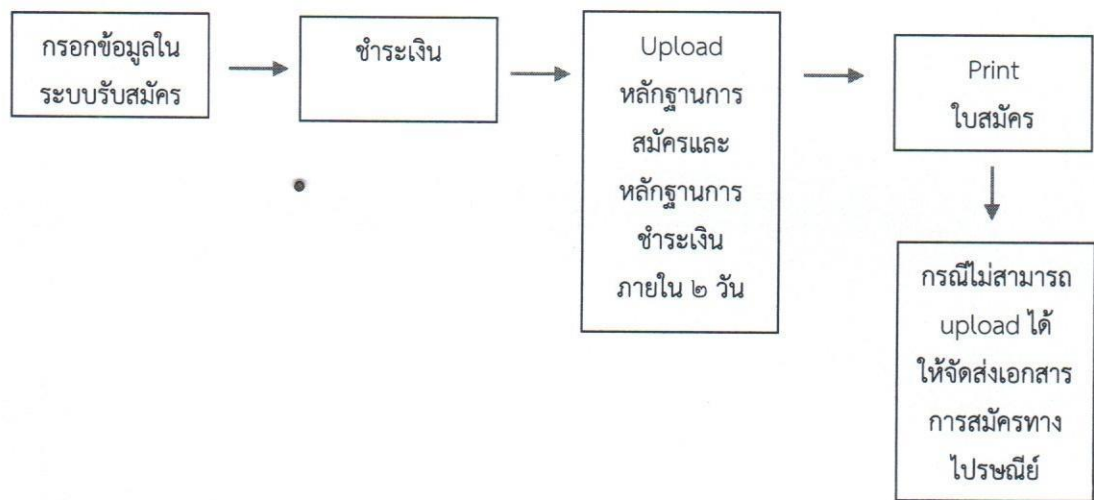 กรอกข้อมูลใน
ระบบรับสมัคร
ชำระเงิน
Upload
หลักฐานการ
สมัครและ
หลักฐานการ
ชำระเงิน
ภายใน ๒ วัน
Print
ใบสมัคร
กรณีไม่สามารถ
upload ได้
ให้จัดส่งเอกสาร
การสมัครทาง
ไปรษณีย์